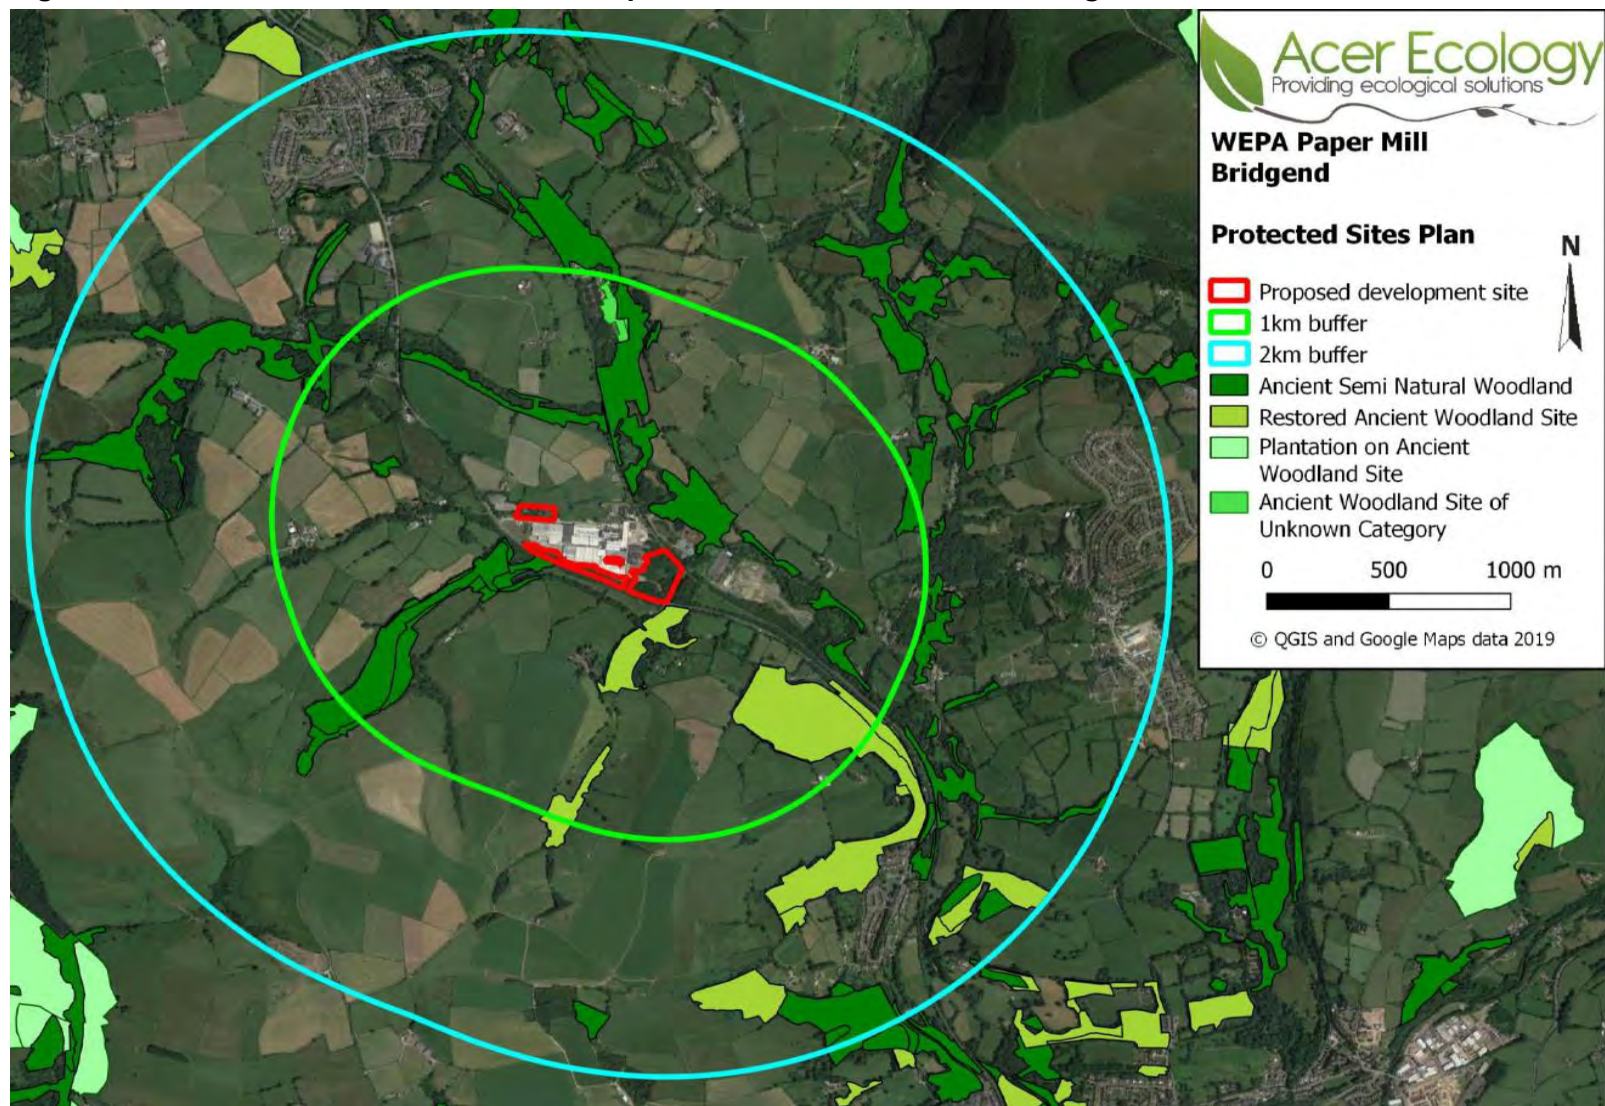 Acer Ecology
Providing ecological solutions
WEPA Paper Mill
Bridgend
Protected Sites Plan
N
Proposed development site
1km buffer
2km buffer
Ancient Semi Natural Woodland
Restored Ancient Woodland Site
Plantation on Ancient
Woodland Site
Ancient Woodland Site of
Unknown Category
0 500 1000 m
© QGIS and Google Maps data 2019